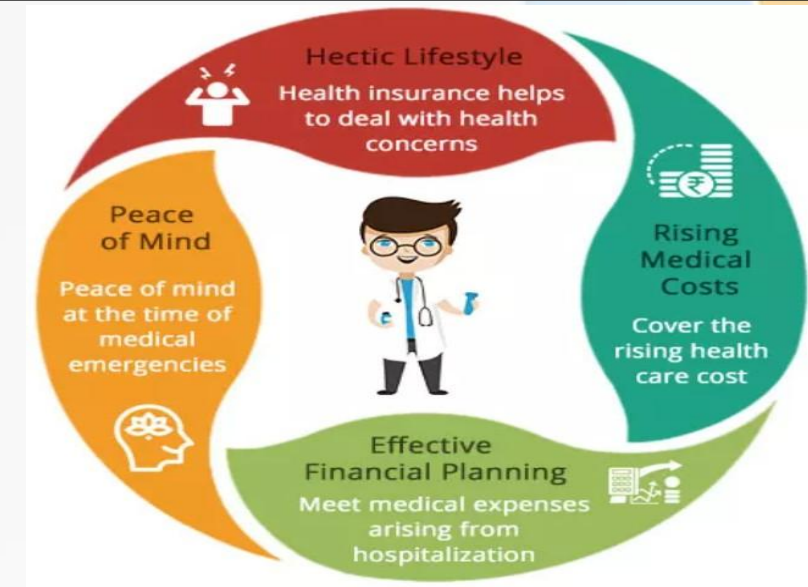 Hectic Lifestyle
Health insurance helps
to deal with health
concerns
Rising
Medical
Costs
Cover the
rising health
care cost
Effective
Financial Planning
Meet medical expenses
arising from
hospitalization
Peace
of Mind
Peace of mind
at the time of
medical
emergencies
₹